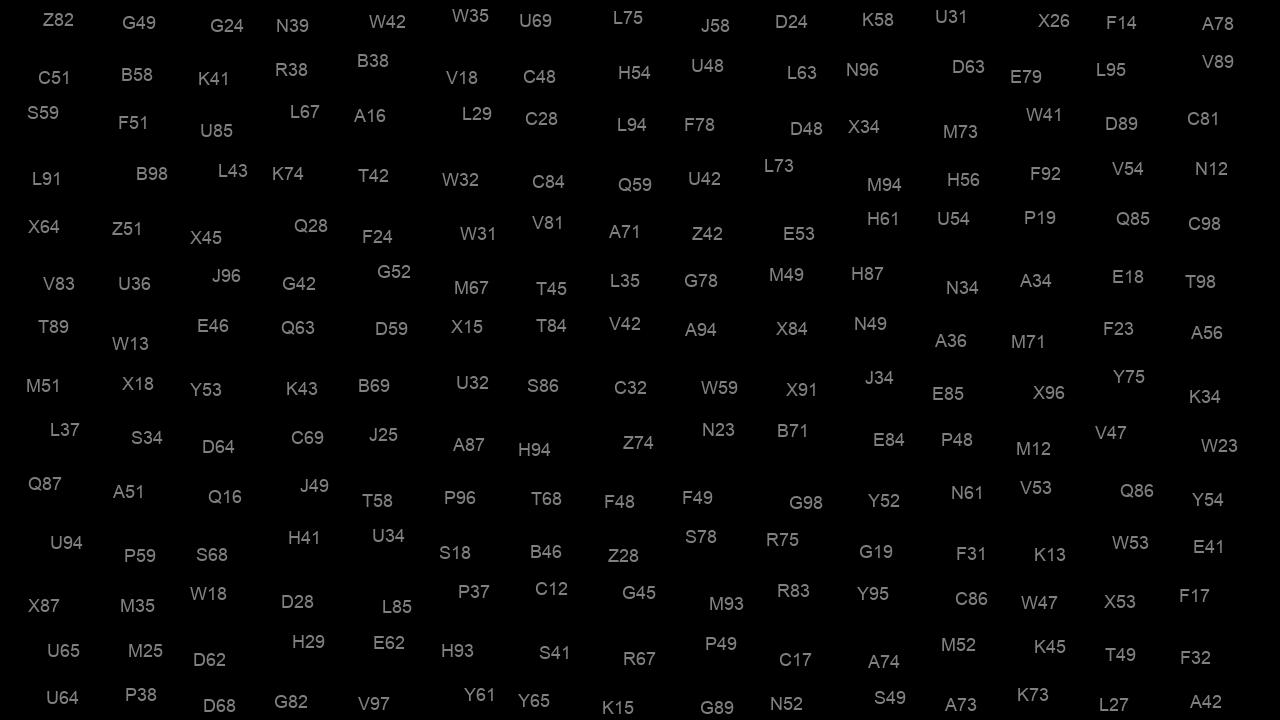 Z82 G49 G24 N39 W42 W35 U69 L75 J58 D24 K58 U31 X26 F14 A78
C51 B58 K41 R38 B38 V18 C48 H54 U48 L63 N96 D63 E79 L95 V89
S59 F51 U85 L67 A16 L29 C28 L94 F78 D48 X34 M73 W41 D89 C81
L91 B98 L43 K74 T42 W32 C84 Q59 U42 L73 M94 H56 F92 V54 N12
X64 Z51 X45 Q28 F24 W31 V81 A71 Z42 E53 H61 U54 P19 Q85 C98
V83 U36 J96 G42 G52 M67 T45 L35 G78 M49 H87 N34 A34 E18 T98
T89 W13 E46 Q63 D59 X15 T84 V42 A94 X84 N49 A36 M71 F23 A56
M51 X18 Y53 K43 B69 U32 S86 C32 W59 X91 J34 E85 X96 Y75 K34
L37 S34 D64 C69 J25 A87 H94 Z74 N23 B71 E84 P48 M12 V47 W23
Q87 A51 Q16 J49 T58 P96 T68 F48 F49 G98 Y52 N61 V53 Q86 Y54
U94 P59 S68 H41 U34 S18 B46 Z28 S78 R75 G19 F31 K13 W53 E41
X87 M35 W18 D28 L85 P37 C12 G45 M93 R83 Y95 C86 W47 X53 F17
U65 M25 D62 H29 E62 H93 S41 R67 P49 C17 A74 M52 K45 T49 F32
U64 P38 D68 G82 V97 Y61 Y65 K15 G89 N52 S49 A73 K73 L27 A42